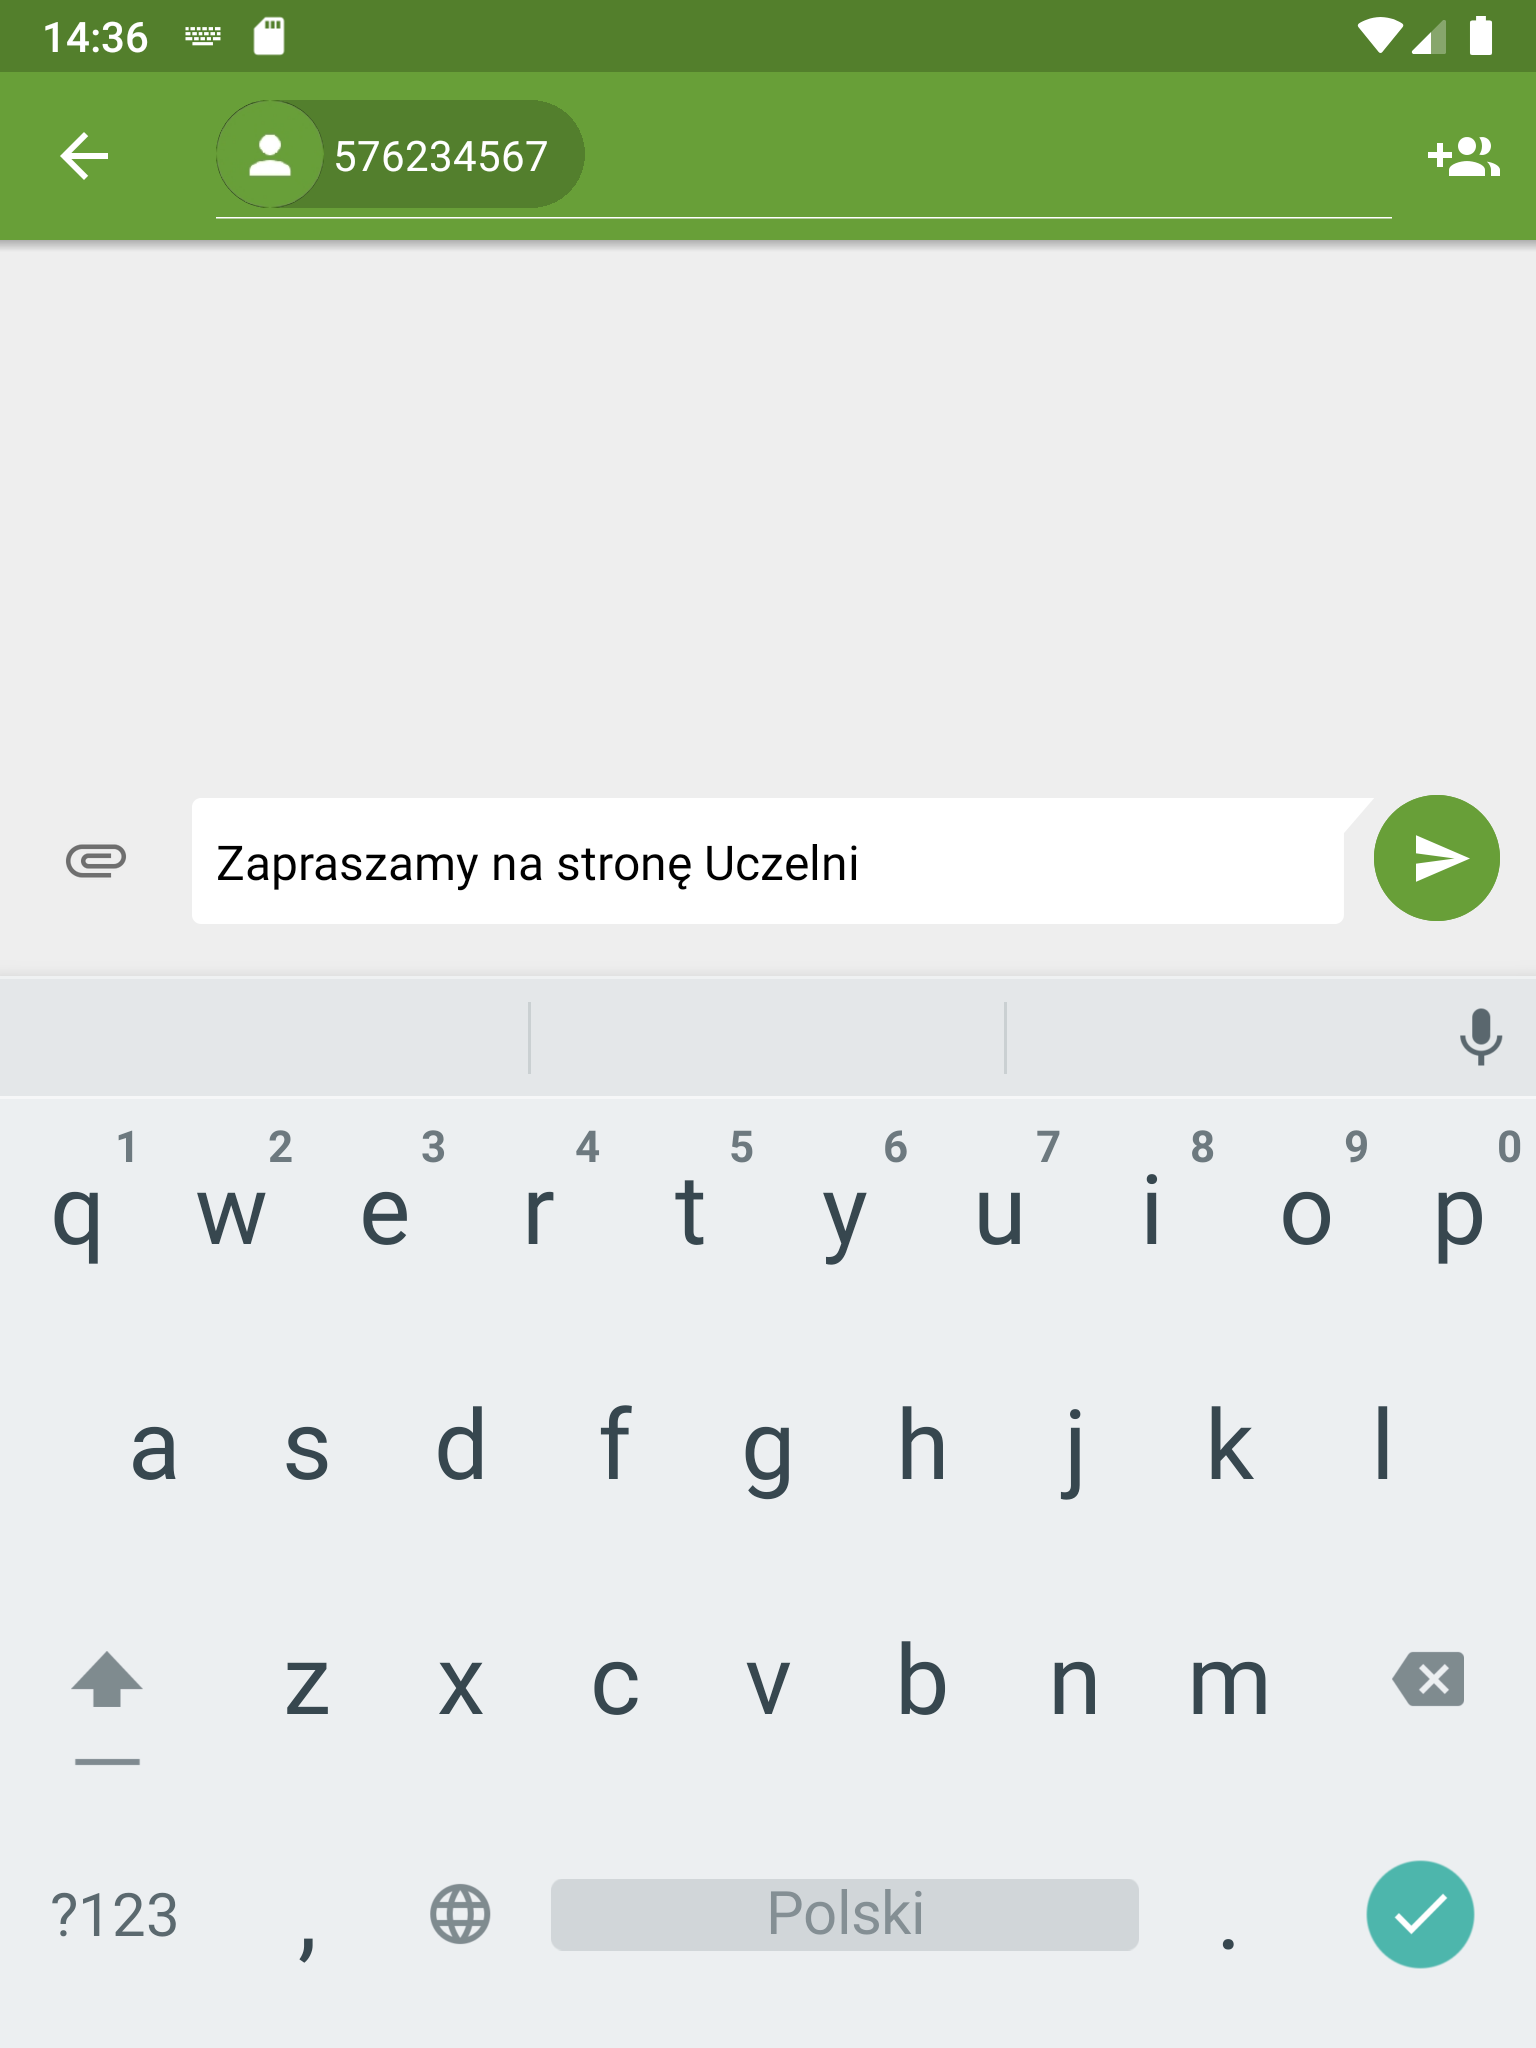 14:36
576234567
Zapraszamy na stronę Uczelni
1 2 3 4 5 6 7 8 9 0
q w e r t y u i o p
a s d f g h j k l
z x c v b n m
?123 , Polski .